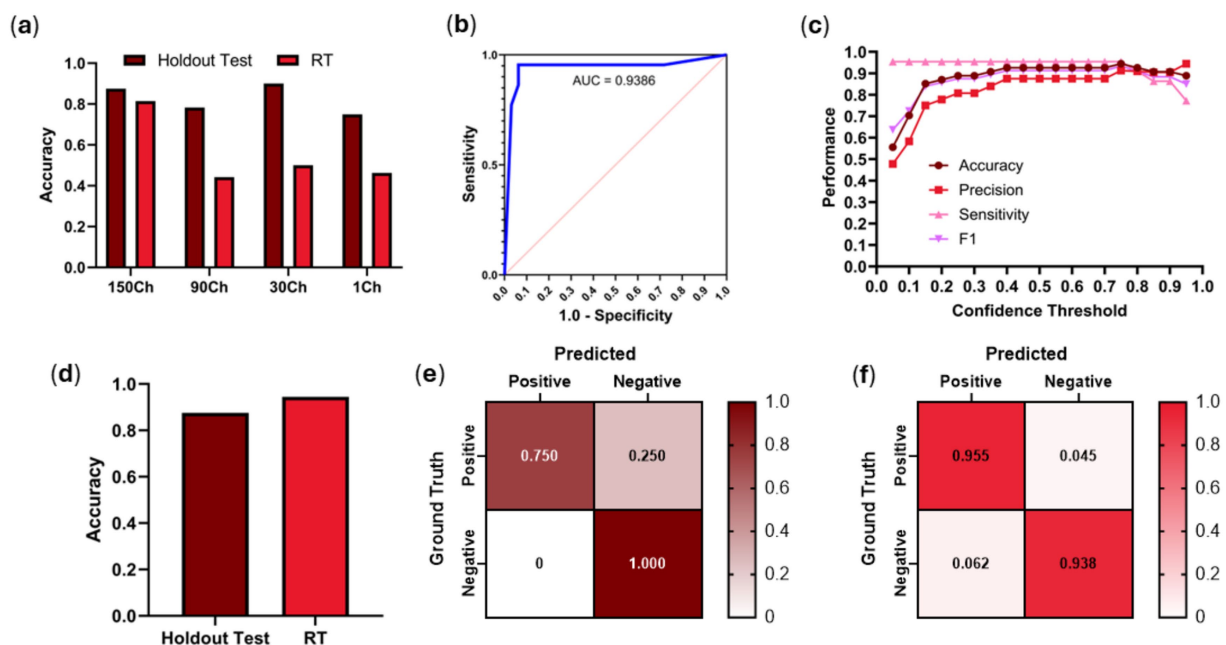 (a)
Holdout Test RT
Accuracy
1.0
0.8
0.6
0.4
0.2
0.0
150Ch 90Ch 30Ch 1Ch
(b)
Sensitivity
1.0
0.5
0.0
AUC = 0.9386
0.0 0.1 0.2 0.3 0.4 0.5 0.6 0.7 0.8 0.9 1.0
1.0 - Specificity
(c)
Performance
1.0
0.9
0.8
0.7
0.6
0.5
0.4
0.3
0.2
0.1
0.0
Accuracy
Precision
Sensitivity
F1
0.0 0.1 0.2 0.3 0.4 0.5 0.6 0.7 0.8 0.9 1.0
Confidence Threshold
(d)
Accuracy
1.0
0.8
0.6
0.4
0.2
0.0
Holdout Test RT
(e)
Predicted
Positive Negative
Ground Truth
Positive
Negative
0.750 0.250
0 1.000
1.0
0.8
0.6
0.4
0.2
0
(f)
Predicted
Positive Negative
Ground Truth
Positive
Negative
0.955 0.045
0.062 0.938
1.0
0.8
0.6
0.4
0.2
0